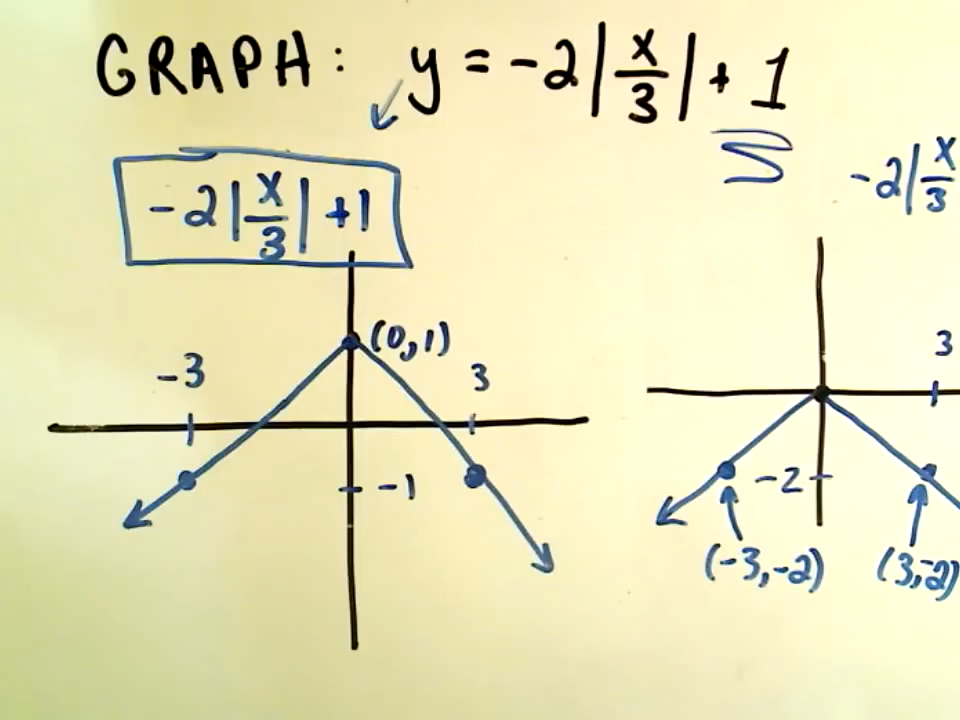 GRAPH: y = -2|x/3| + 1
-2|x/3| +1
-2|x/3
(0,1)
-3
3
-1
3
-2
(-3,-2)
(3,-2)